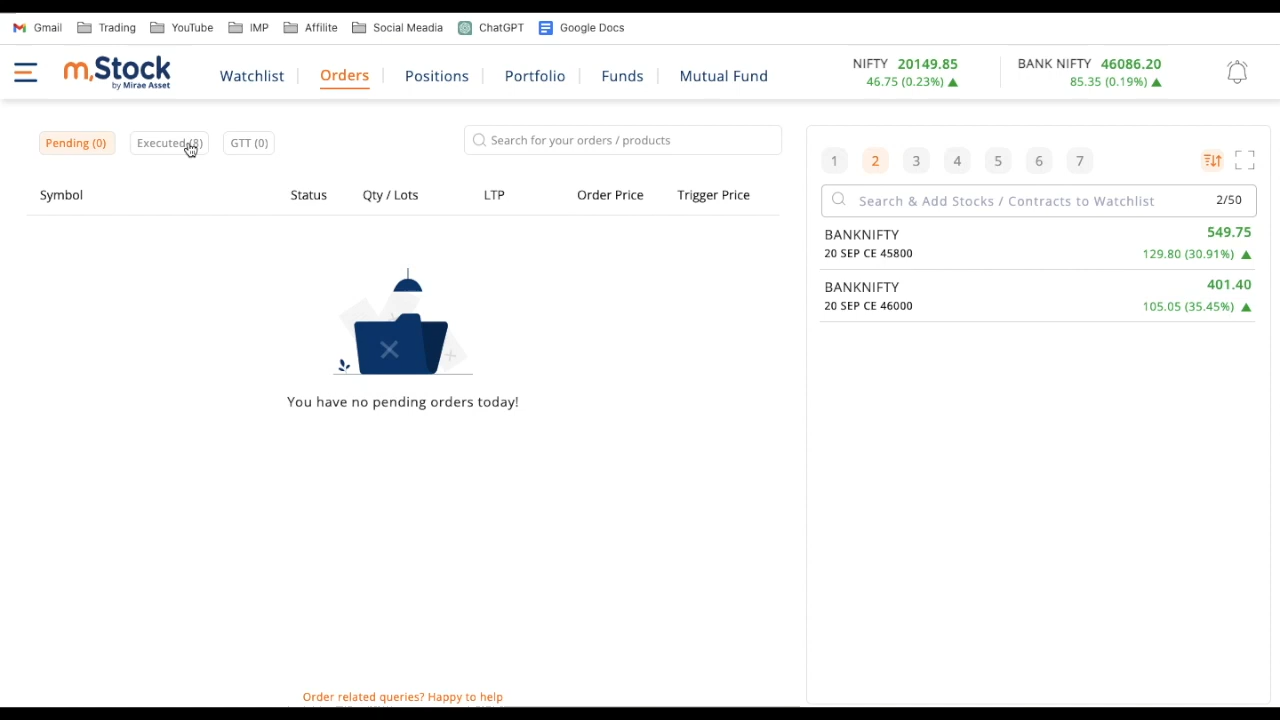 Gmail Trading YouTube IMP Affilite Social Meadia ChatGPT Google Docs
m.Stock
by Mirae Asset
Watchlist Orders Positions Portfolio Funds Mutual Fund
NIFTY 20149.85
46.75 (0.23%) ▲
BANK NIFTY 46086.20
85.35 (0.19%) ▲
Pending (0) Executed (8) GTT (0)
Search for your orders / products
Symbol Status Qty / Lots LTP Order Price Trigger Price
You have no pending orders today!
Order related queries? Happy to help
1 2 3 4 5 6 7
Search & Add Stocks / Contracts to Watchlist 2/50
BANKNIFTY 549.75
20 SEP CE 45800 129.80 (30.91%) ▲
BANKNIFTY 401.40
20 SEP CE 46000 105.05 (35.45%) ▲